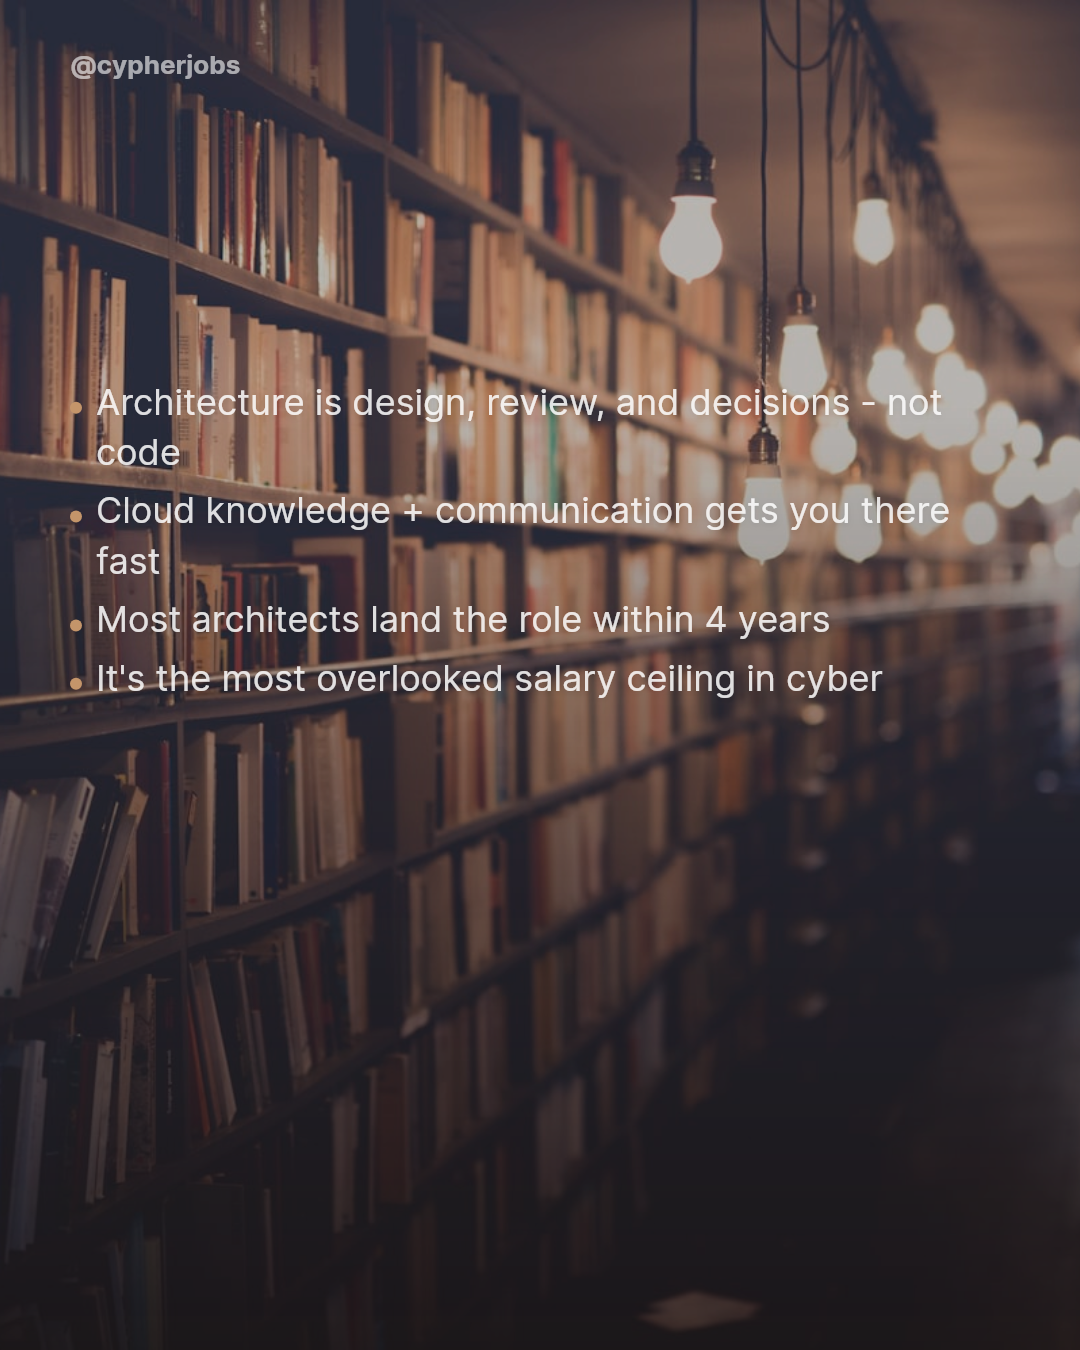 @cypherjobs
Architecture is design, review, and decisions - not
code
Cloud knowledge + communication gets you there
fast
Most architects land the role within 4 years
It's the most overlooked salary ceiling in cyber